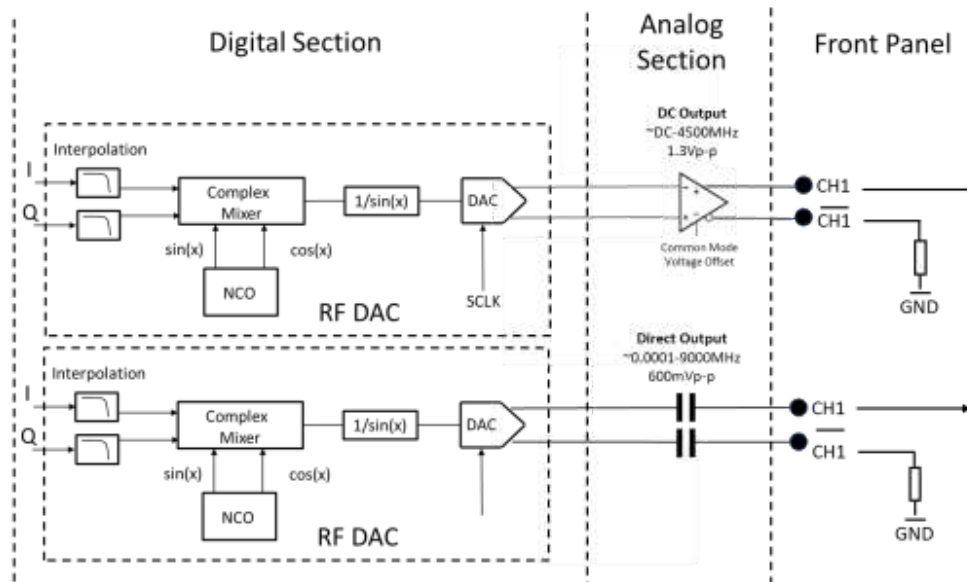 Digital Section
Analog
Section
Front Panel
DC Output
~DC-4500MHz
1.3Vp-p
Interpolation
I
Q
Complex
Mixer
1/sin(x)
DAC
sin(x)
cos(x)
NCO
SCLK
RF DAC
Common Mode
Voltage Offset
CH1
CH1
GND
Direct Output
~0.0001-9000MHz
600mVp-p
Interpolation
I
Q
Complex
Mixer
1/sin(x)
DAC
sin(x)
cos(x)
NCO
RF DAC
CH1
CH1
GND